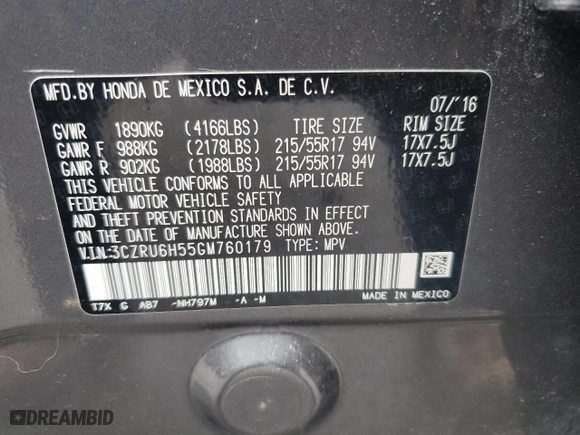 MFD.BY HONDA DE MEXICO S.A. DE C.V.
07/'16
GVWR 1890KG (4166LBS) TIRE SIZE RIM SIZE
GAWR F 988KG (2178LBS) 215/55R17 94V 17X7.5J
GAWR R 902KG (1988LBS) 215/55R17 94V 17X7.5J
THIS VEHICLE CONFORMS TO ALL APPLICABLE
FEDERAL MOTOR VEHICLE SAFETY
AND THEFT PREVENTION STANDARDS IN EFFECT
ON THE DATE OF MANUFACTURE SHOWN ABOVE.
V.I.N:3CZRU6H55GM760179 TYPE: MPV
T7X G AB7 -NH797M -A -M
MADE IN MEXICO
DREAMBID